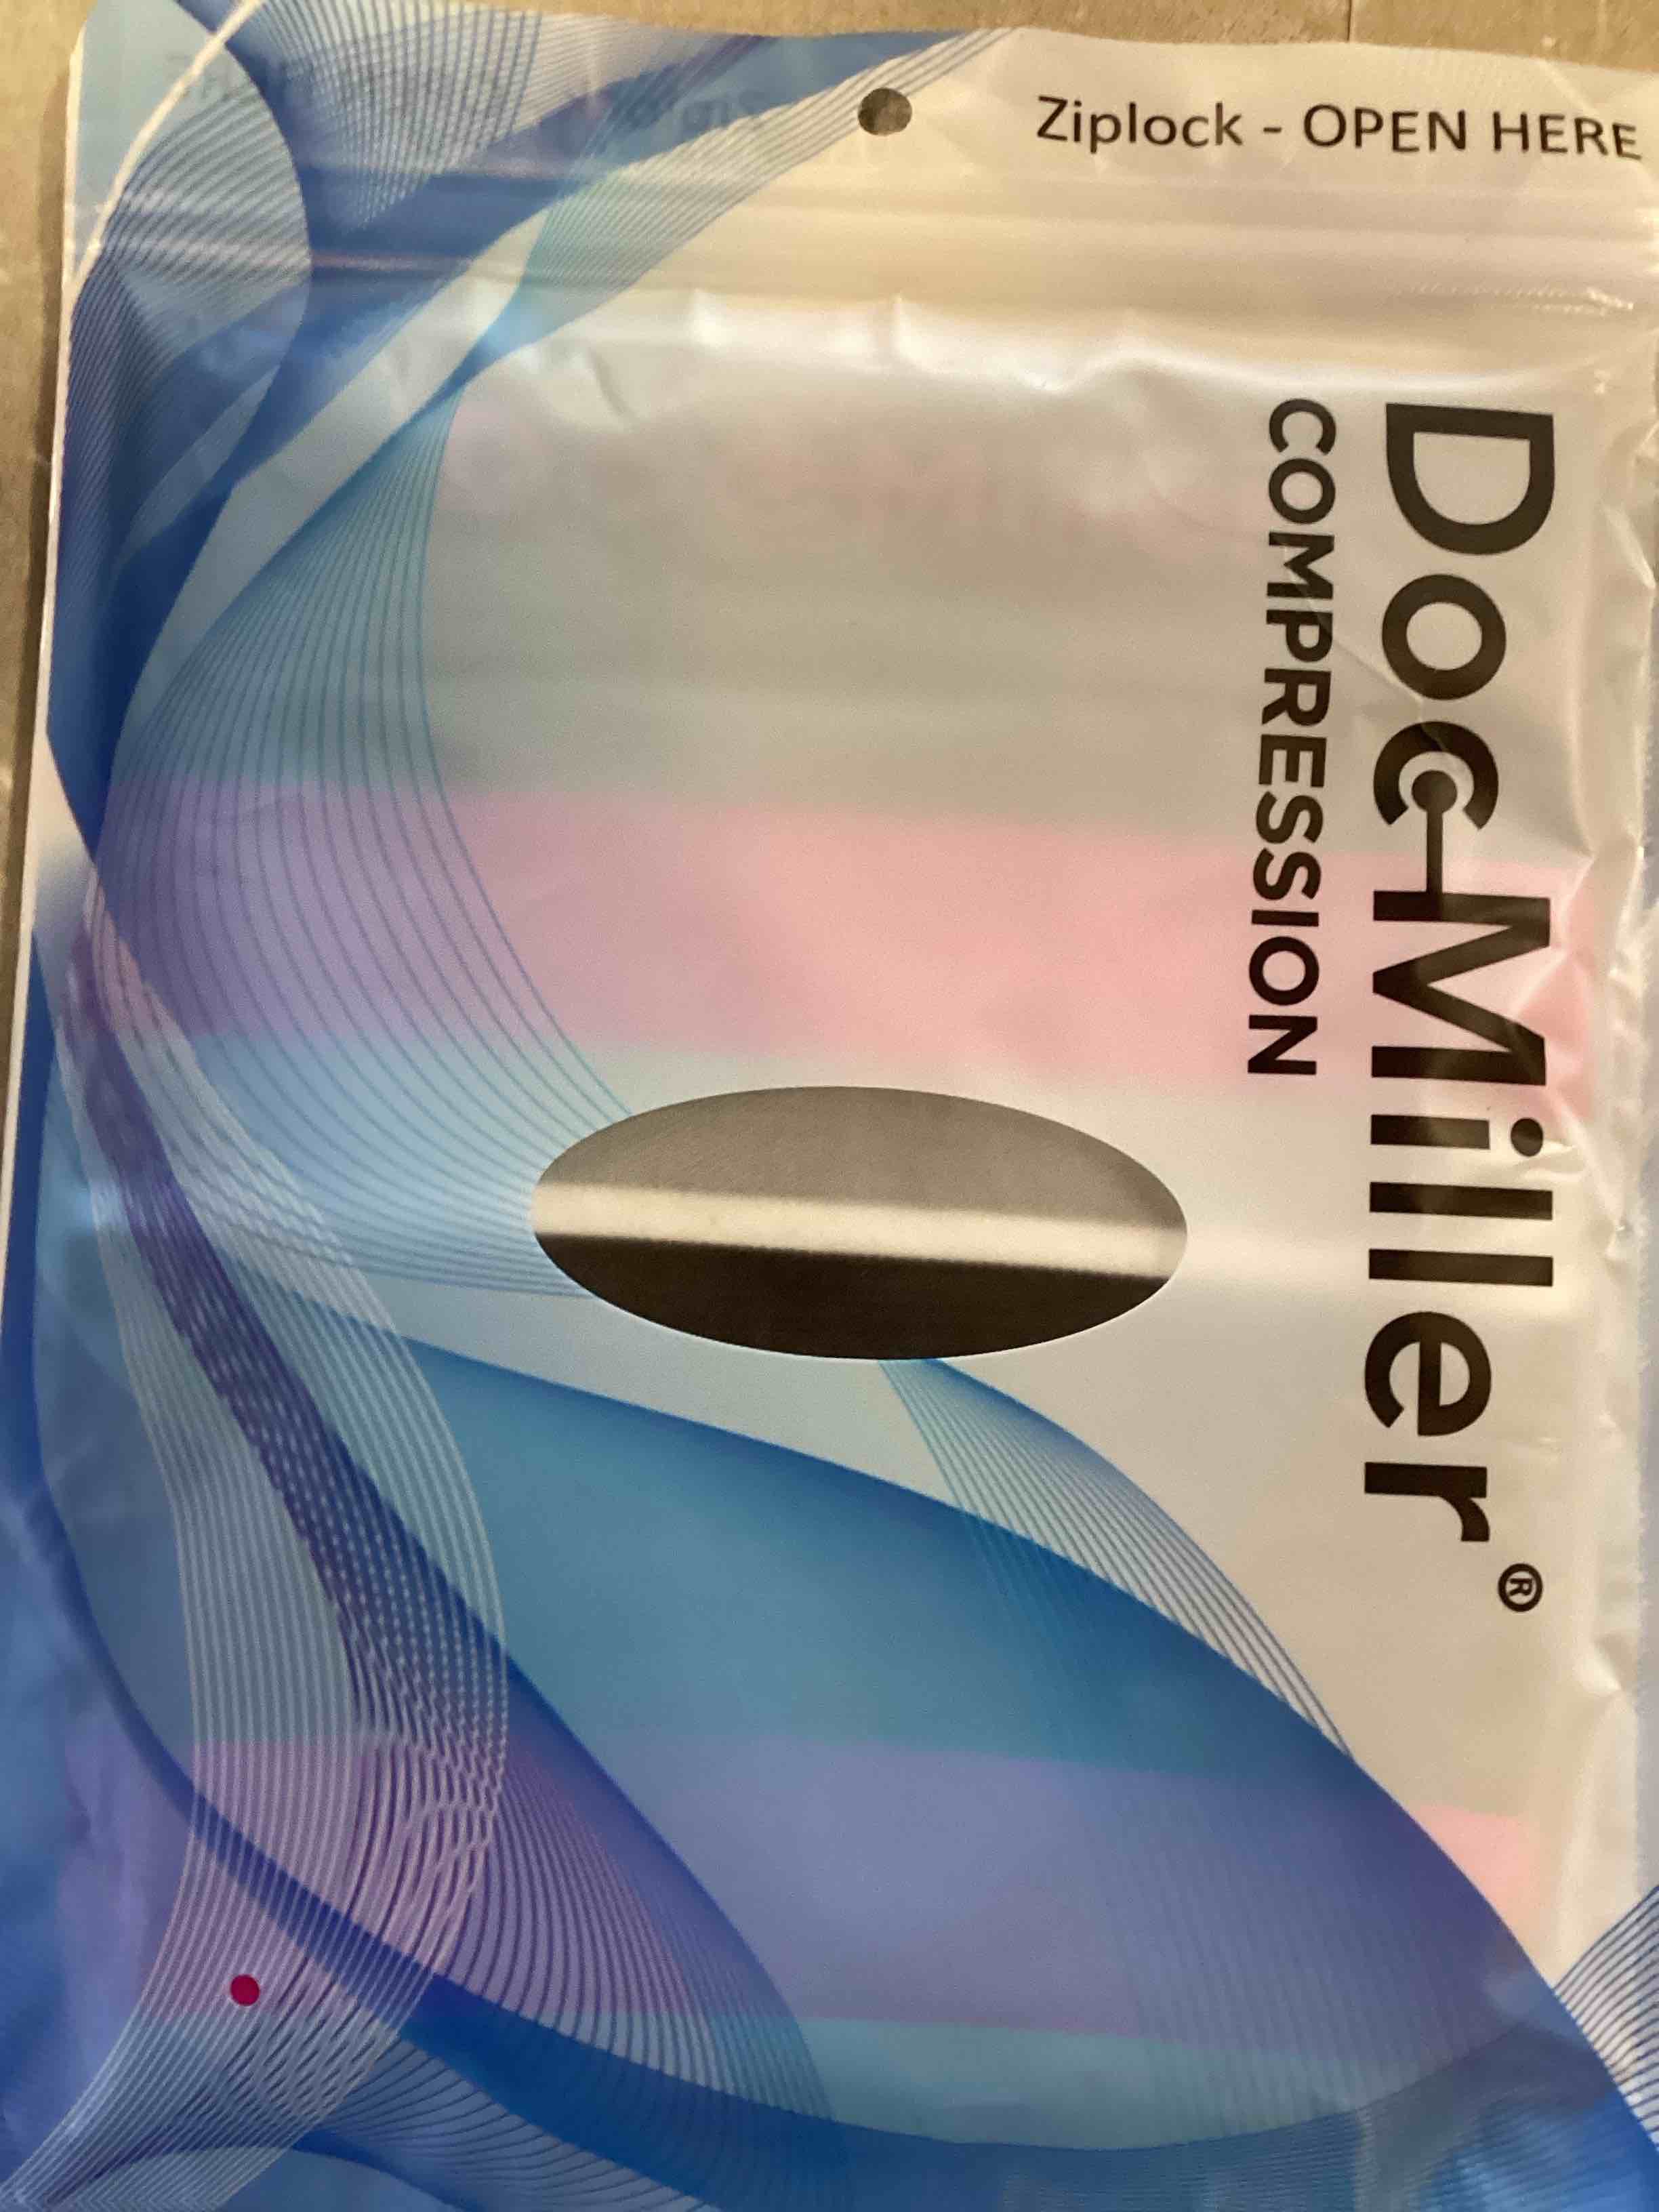 Ziplock - OPEN HERE
Doc Miller®
COMPRESSION